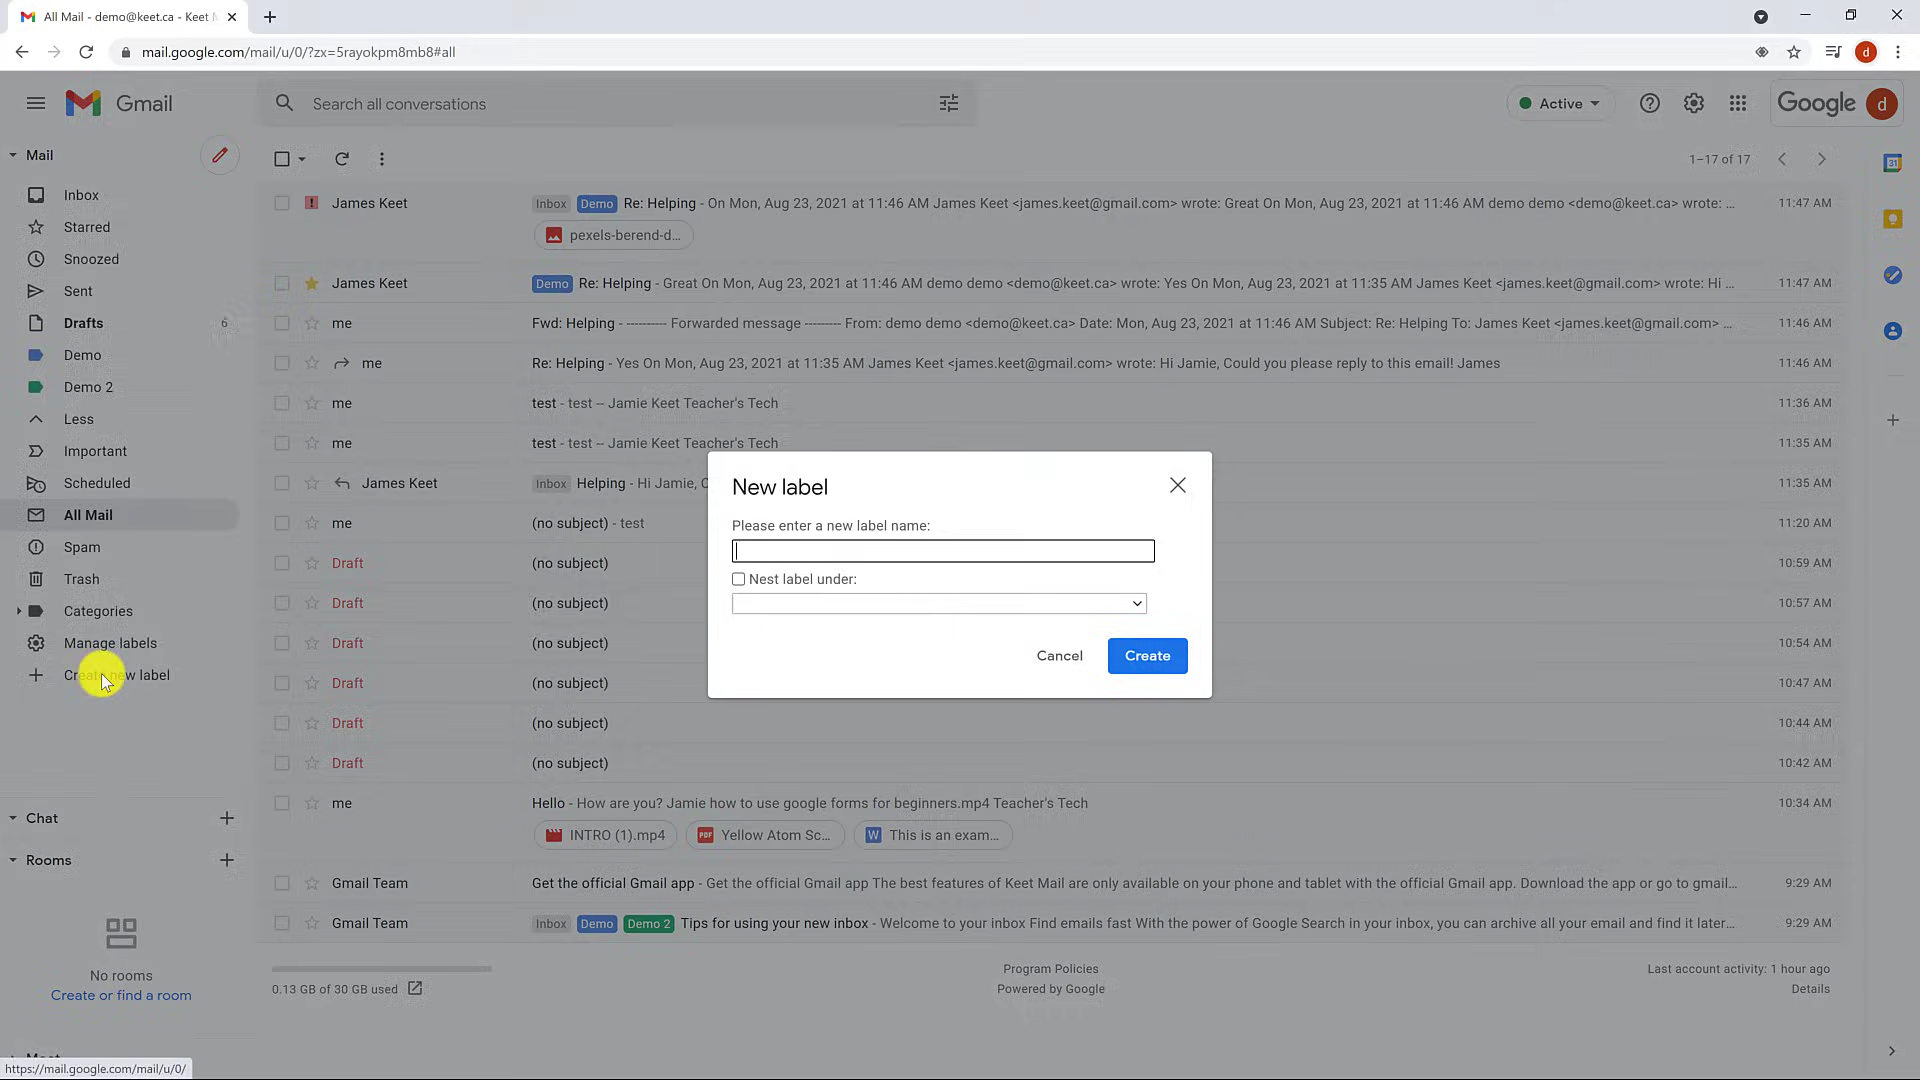 All Mail - demo@keet.ca - Keet M
mail.google.com/mail/u/0/?zx=5rayokpm8mb8#all
d
Gmail
Search all conversations
Active
Google d
Mail
1–17 of 17
31
Inbox
Starred
Snoozed
Sent
Drafts 6
Demo
Demo 2
Less
Important
Scheduled
All Mail
Spam
Trash
Categories
Manage labels
Create new label
Chat
Rooms
No rooms
Create or find a room
James Keet Inbox Demo Re: Helping - On Mon, Aug 23, 2021 at 11:46 AM James Keet <james.keet@gmail.com> wrote: Great On Mon, Aug 23, 2021 at 11:46 AM demo demo <demo@keet.ca> wrote: ... 11:47 AM
pexels-berend-d...
James Keet Demo Re: Helping - Great On Mon, Aug 23, 2021 at 11:46 AM demo demo <demo@keet.ca> wrote: Yes On Mon, Aug 23, 2021 at 11:35 AM James Keet <james.keet@gmail.com> wrote: Hi ... 11:47 AM
me Fwd: Helping - ---------- Forwarded message --------- From: demo demo <demo@keet.ca> Date: Mon, Aug 23, 2021 at 11:46 AM Subject: Re: Helping To: James Keet <james.keet@gmail.com> ... 11:46 AM
me Re: Helping - Yes On Mon, Aug 23, 2021 at 11:35 AM James Keet <james.keet@gmail.com> wrote: Hi Jamie, Could you please reply to this email! James 11:46 AM
me test - test -- Jamie Keet Teacher's Tech 11:36 AM
me test - test -- Jamie Keet Teacher's Tech 11:35 AM
James Keet Inbox Helping - Hi Jamie, C 11:35 AM
me (no subject) - test 11:20 AM
Draft (no subject) 10:59 AM
Draft (no subject) 10:57 AM
Draft (no subject) 10:54 AM
Draft (no subject) 10:47 AM
Draft (no subject) 10:44 AM
Draft (no subject) 10:42 AM
me Hello - How are you? Jamie how to use google forms for beginners.mp4 Teacher's Tech 10:34 AM
INTRO (1).mp4 PDF Yellow Atom Sc... W This is an exam...
Gmail Team Get the official Gmail app - Get the official Gmail app The best features of Keet Mail are only available on your phone and tablet with the official Gmail app. Download the app or go to gmail... 9:29 AM
Gmail Team Inbox Demo Demo 2 Tips for using your new inbox - Welcome to your inbox Find emails fast With the power of Google Search in your inbox, you can archive all your email and find it later... 9:29 AM
New label
Please enter a new label name:
Nest label under:
Cancel Create
0.13 GB of 30 GB used
Program Policies
Powered by Google
Last account activity: 1 hour ago
Details
https://mail.google.com/mail/u/0/